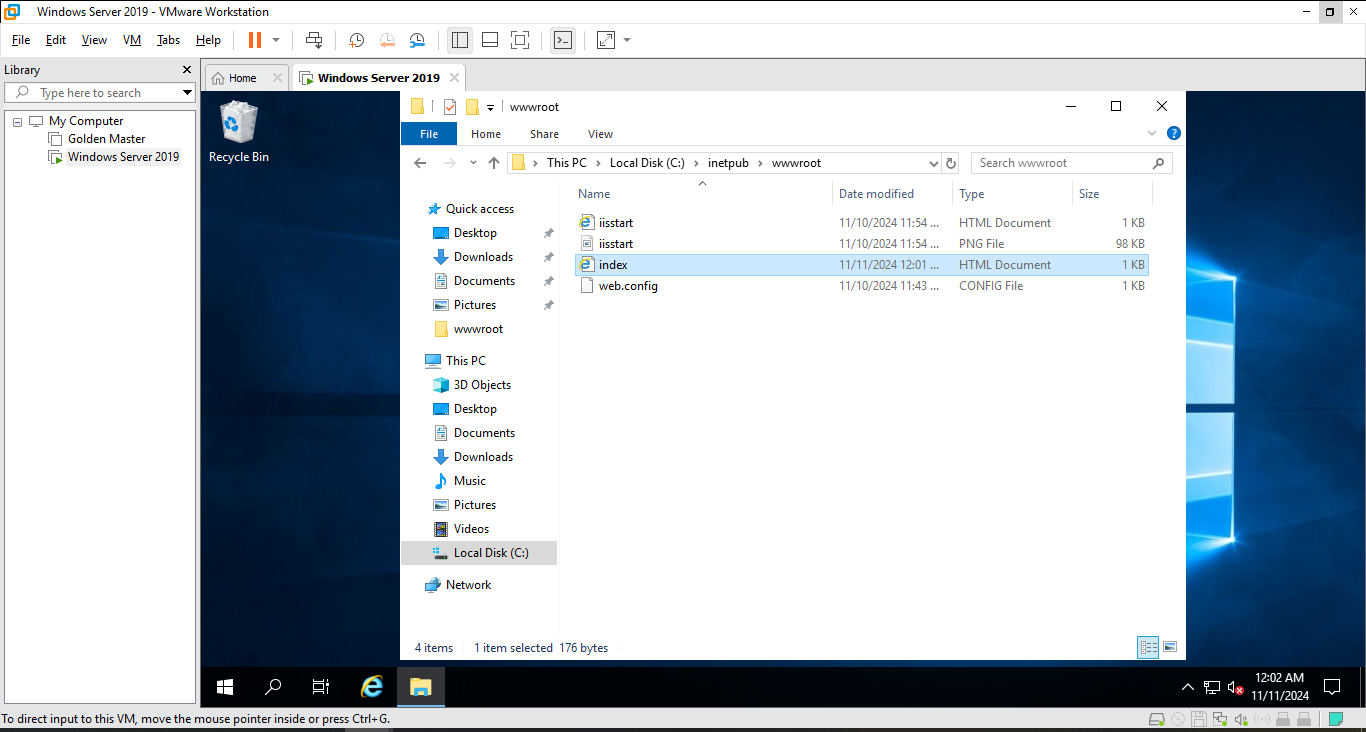 Windows Server 2019 - VMware Workstation
File Edit View VM Tabs Help
Library
Type here to search
My Computer
Golden Master
Windows Server 2019
Home
Windows Server 2019
Recycle Bin
wwwroot
File Home Share View
This PC Local Disk (C:) inetpub wwwroot
Search wwwroot
Quick access
Desktop
Downloads
Documents
Pictures
wwwroot
This PC
3D Objects
Desktop
Documents
Downloads
Music
Pictures
Videos
Local Disk (C:)
Network
Name Date modified Type Size
iisstart 11/10/2024 11:54 ... HTML Document 1 KB
iisstart 11/10/2024 11:54 ... PNG File 98 KB
index 11/11/2024 12:01 ... HTML Document 1 KB
web.config 11/10/2024 11:43 ... CONFIG File 1 KB
4 items 1 item selected 176 bytes
12:02 AM
11/11/2024
To direct input to this VM, move the mouse pointer inside or press Ctrl+G.